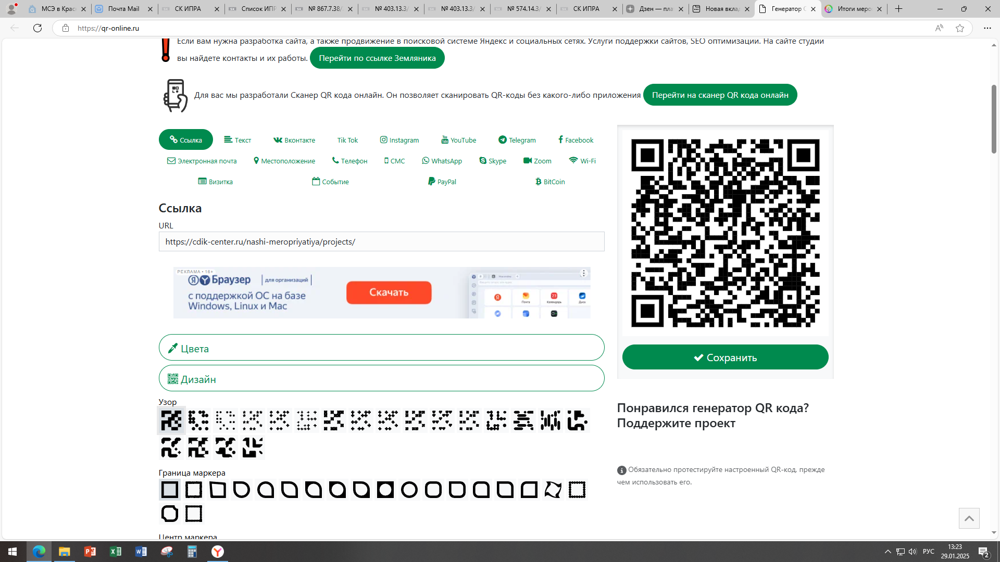 МСЭ в Крас
Почта Mail
СК ИПРА
Список ИПР
№ 867.7.38/
№ 403.13.3/
№ 403.13.3/
№ 574.14.3/
СК ИПРА
Дзен — пла
Новая вкла
Генератор
Итоги меро
https://qr-online.ru
Если вам нужна разработка сайта, а также продвижение в поисковой системе Яндекс и социальных сетях. Услуги поддержки сайтов, SEO оптимизации. На сайте студии
вы найдете контакты и их работы. Перейти по ссылке Земляника
Для вас мы разработали Сканер QR кода онлайн. Он позволяет сканировать QR-коды без какого-либо приложения Перейти на сканер QR кода онлайн
Ссылка Текст Вконтакте Tik Tok Instagram YouTube Telegram Facebook
Электронная почта Местоположение Телефон СМС WhatsApp Skype Zoom Wi-Fi
Визитка Событие PayPal BitCoin
Ссылка
URL
https://cdik-center.ru/nashi-meropriyatiya/projects/
РЕКЛАМА • 16+
Я Y Браузер для организаций
с поддержкой ОС на базе
Windows, Linux и Mac
Скачать
Почта Календарь Диск
Цвета
Дизайн
Узор
Граница маркера
Центр маркера
Сохранить
Понравился генератор QR кода?
Поддержите проект
Обязательно протестируйте настроенный QR-код, прежде
чем использовать его.
РУС
13:23
29.01.2025
2